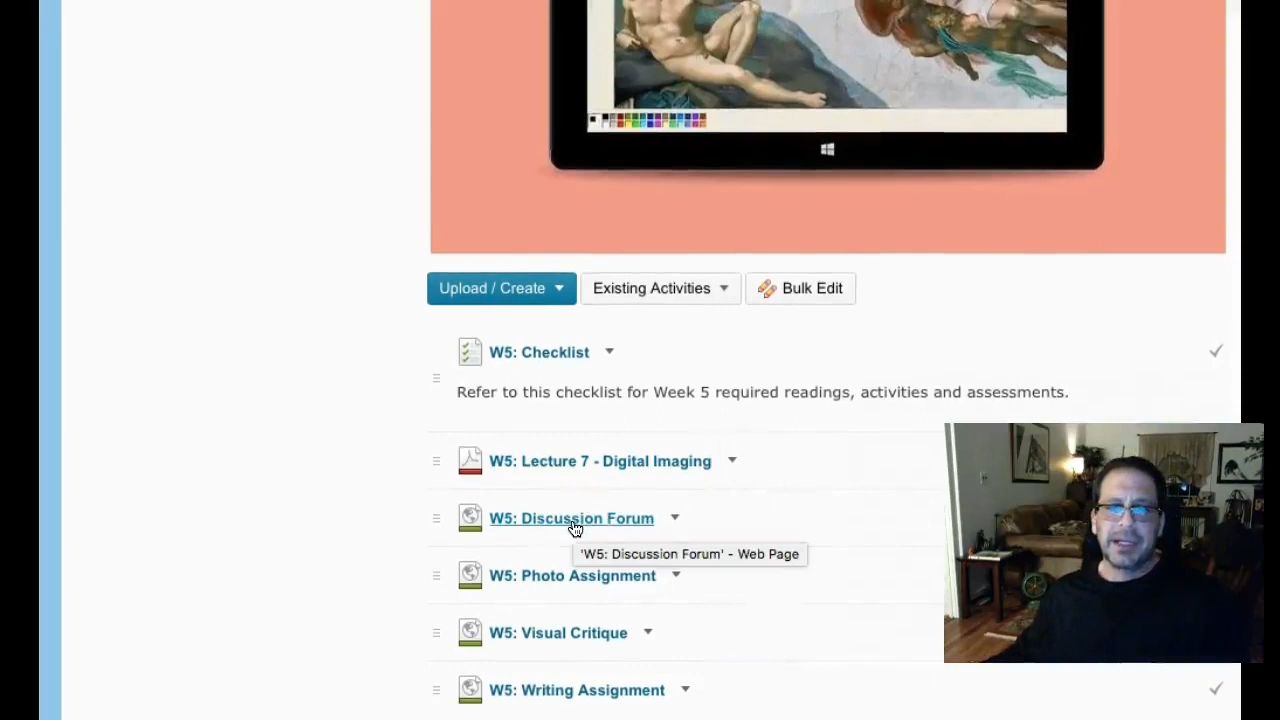 Upload / Create
Existing Activities
Bulk Edit
W5: Checklist
Refer to this checklist for Week 5 required readings, activities and assessments.
W5: Lecture 7 - Digital Imaging
W5: Discussion Forum
'W5: Discussion Forum' - Web Page
W5: Photo Assignment
W5: Visual Critique
W5: Writing Assignment